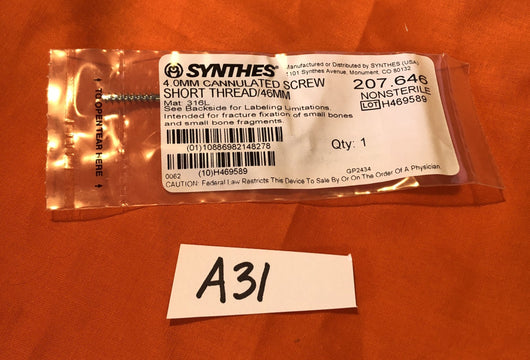 SYNTHES®
Manufactured or Distributed by SYNTHES (USA)
1101 Synthes Avenue, Monument, CO 80132
4.0MM CANNULATED SCREW
SHORT THREAD/46MM
207.646
Mat: 316L
NONSTERILE
See Backside for Labeling Limitations.
LOT H469589
Intended for fracture fixation of small bones
and small bone fragments.
(01)10886982148278
Qty: 1
0062
(10)H469589
GP2434
CAUTION: Federal Law Restricts This Device To Sale By or On The Order Of A Physician.
TO OPEN TEAR HERE
A31